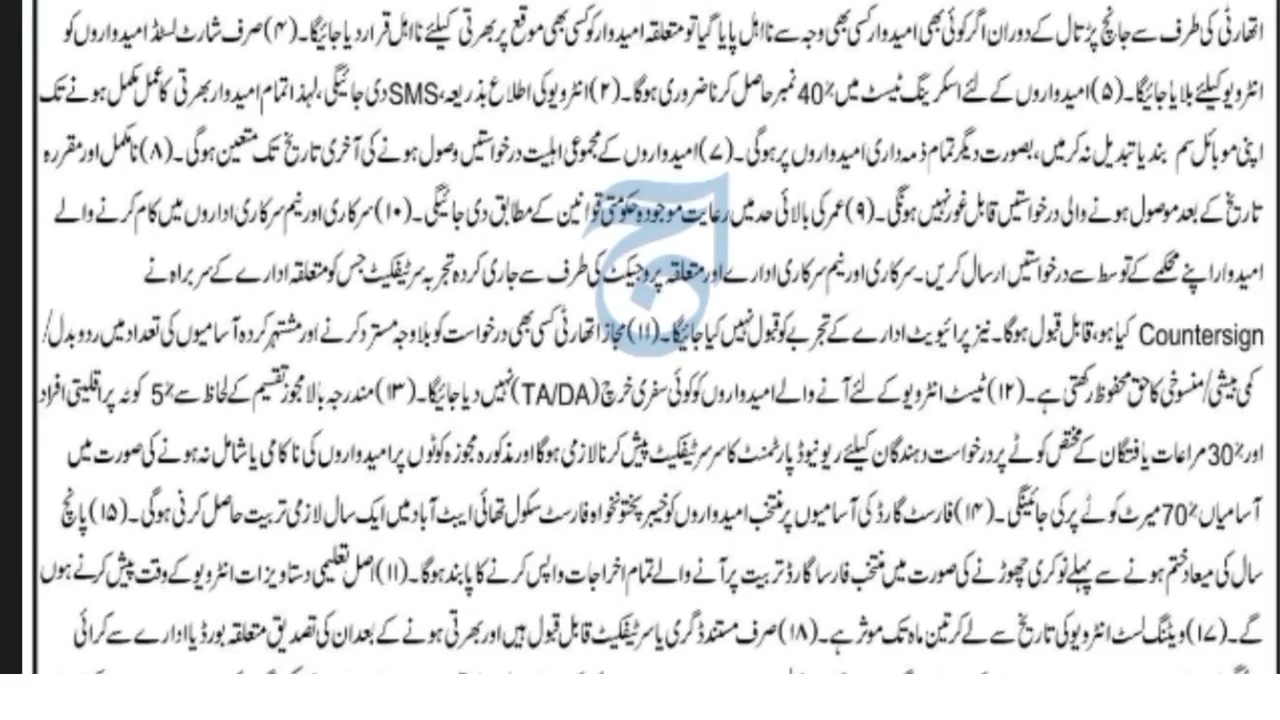 اتھارٹی کی طرف سے جانچ پڑتال کے دوران اگر کوئی بھی امیدوار کسی بھی وجہ سے نااہل پایا گیا تو متعلقہ امیدوار کو کسی بھی موقع پر بھرتی کیلئے نااہل قرار دیا جائیگا۔ (۴) صرف شارٹ لسٹڈ امیدواروں کو
انٹرویو کیلئے بلایا جائیگا۔ (۵) امیدواروں کے لئے اسکریننگ ٹیسٹ میں 40% نمبر حاصل کرنا ضروری ہوگا۔ (۲) انٹرویو کی اطلاع بذریعہ SMS، دی جائیگی، لہذا تمام امیدوار بھرتی کا عمل مکمل ہونے تک
اپنی موبائل سم بند یا تبدیل نہ کرمیں، بصورت دیگر تمام ذمہ داری امیدواروں پر ہوگی۔ (۷) امیدواروں کے مجموعی اہلیت درخواستیں وصول ہونے کی آخری تاریخ تک متعین ہوگی۔ (۸) نامکمل اور مقررہ
تاریخ کے بعد موصول ہونے والی درخواستیں قابل غور نہیں ہونگی۔ (۹) عمر کی بالائی حد میں رعایت موجودہ حکومتی قوانین کے مطابق دی جائیگی۔ (۱۰) سرکاری اور نیم سرکاری اداروں میں کام کرنے والے
امیدوار اپنے محکمے کے توسط سے درخواستیں ارسال کریں۔ سرکاری اور نیم سرکاری ادارے اور متعلقہ پروجیکٹ کی طرف سے جاری کردہ تجربہ سرٹیفکیٹ جس کو متعلقہ ادارے کے سربراہ نے
Countersign کیا ہو، قابل قبول ہوگا۔ نیز پرائیویٹ ادارے کے تجربے کو قبول نہیں کیا جائیگا۔ (۱۱) مجاز اتھارٹی کسی بھی درخواست کو بلا وجہ مسترد کرنے اور مشتہر کردہ آسامیوں کی تعداد میں ردوبدل/
کمی بیشی/منسوخی کا حق محفوظ رکھتی ہے۔ (۱۲) ٹیسٹ انٹرویو کے لئے آنے والے امیدواروں کو کوئی سفری خرچ (TA/DA) نہیں دیا جائیگا۔ (۱۳) مندرجہ بالا مجوز تقسیم کے لحاظ سے 5% کوٹہ پر اقلیتی افراد
اور 30% مراعات یافتگان کے مختص کوٹے پر درخواست دہندگان کیلئے ریونیو ڈیپارٹمنٹ کا سرسرٹیفکیٹ پیش کرنا لازمی ہوگا اور مذکورہ مجوزہ کوٹوں پر امیدواروں کی ناکامی یا شامل نہ ہونے کی صورت میں
آسامیاں 70% میرٹ کوٹے پر کی جائینگی۔ (۱۴) فارسٹ گارڈ کی آسامیوں پر منتخب امیدواروں کو خیبر پختونخواہ فارسٹ سکول تھائی ایبٹ آباد میں ایک سال لازمی تربیت حاصل کرنی ہوگی۔ (۱۵) پانچ
سال کی میعاد ختم ہونے سے پہلے نوکری چھوڑنے کی صورت میں منتخب فارسا گارڈ تربیت پر آنے والے تمام اخراجات واپس کرنے کا پابند ہوگا۔ (۱۱) اصل تعلیمی دستاویزات انٹرویو کے وقت پیش کرنے ہوں
گے۔ (۱۷) ویٹنگ لسٹ انٹرویو کی تاریخ سے لے کر تین ماہ تک موثر ہے۔ (۱۸) صرف مستند ڈگری یا سرٹیفکیٹ قابل قبول ہیں اور بھرتی ہونے کے بعد ان کی تصدیق متعلقہ بورڈ یا ادارے سے کرائی